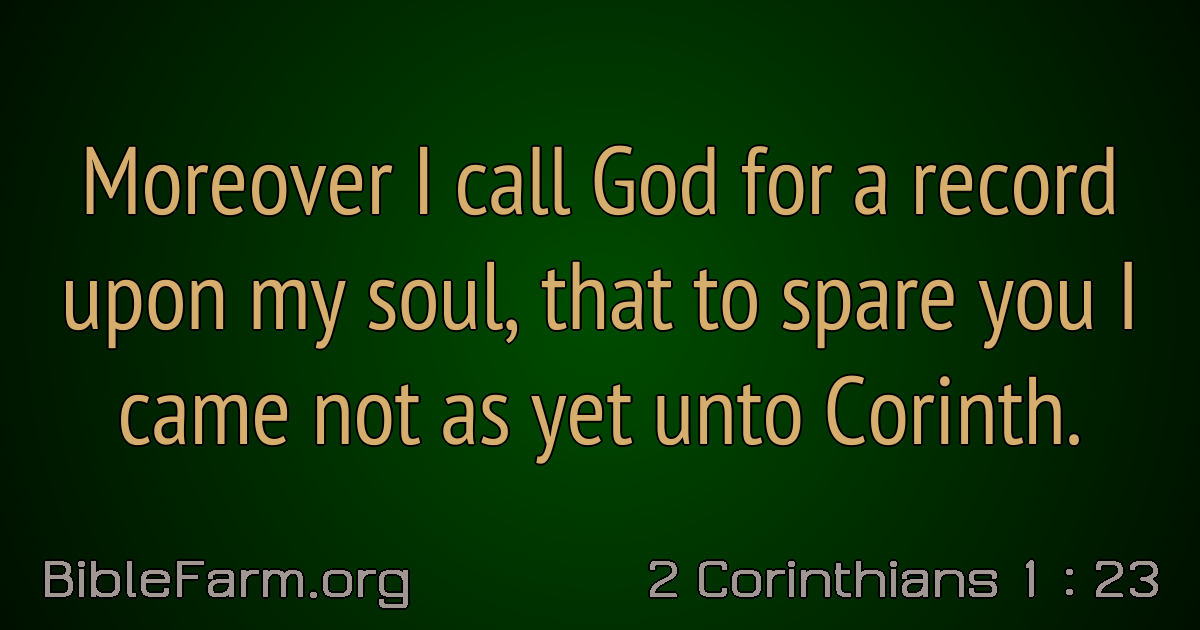 Moreover I call God for a record
upon my soul, that to spare you I
came not as yet unto Corinth.
BibleFarm.org
2 Corinthians 1 : 23